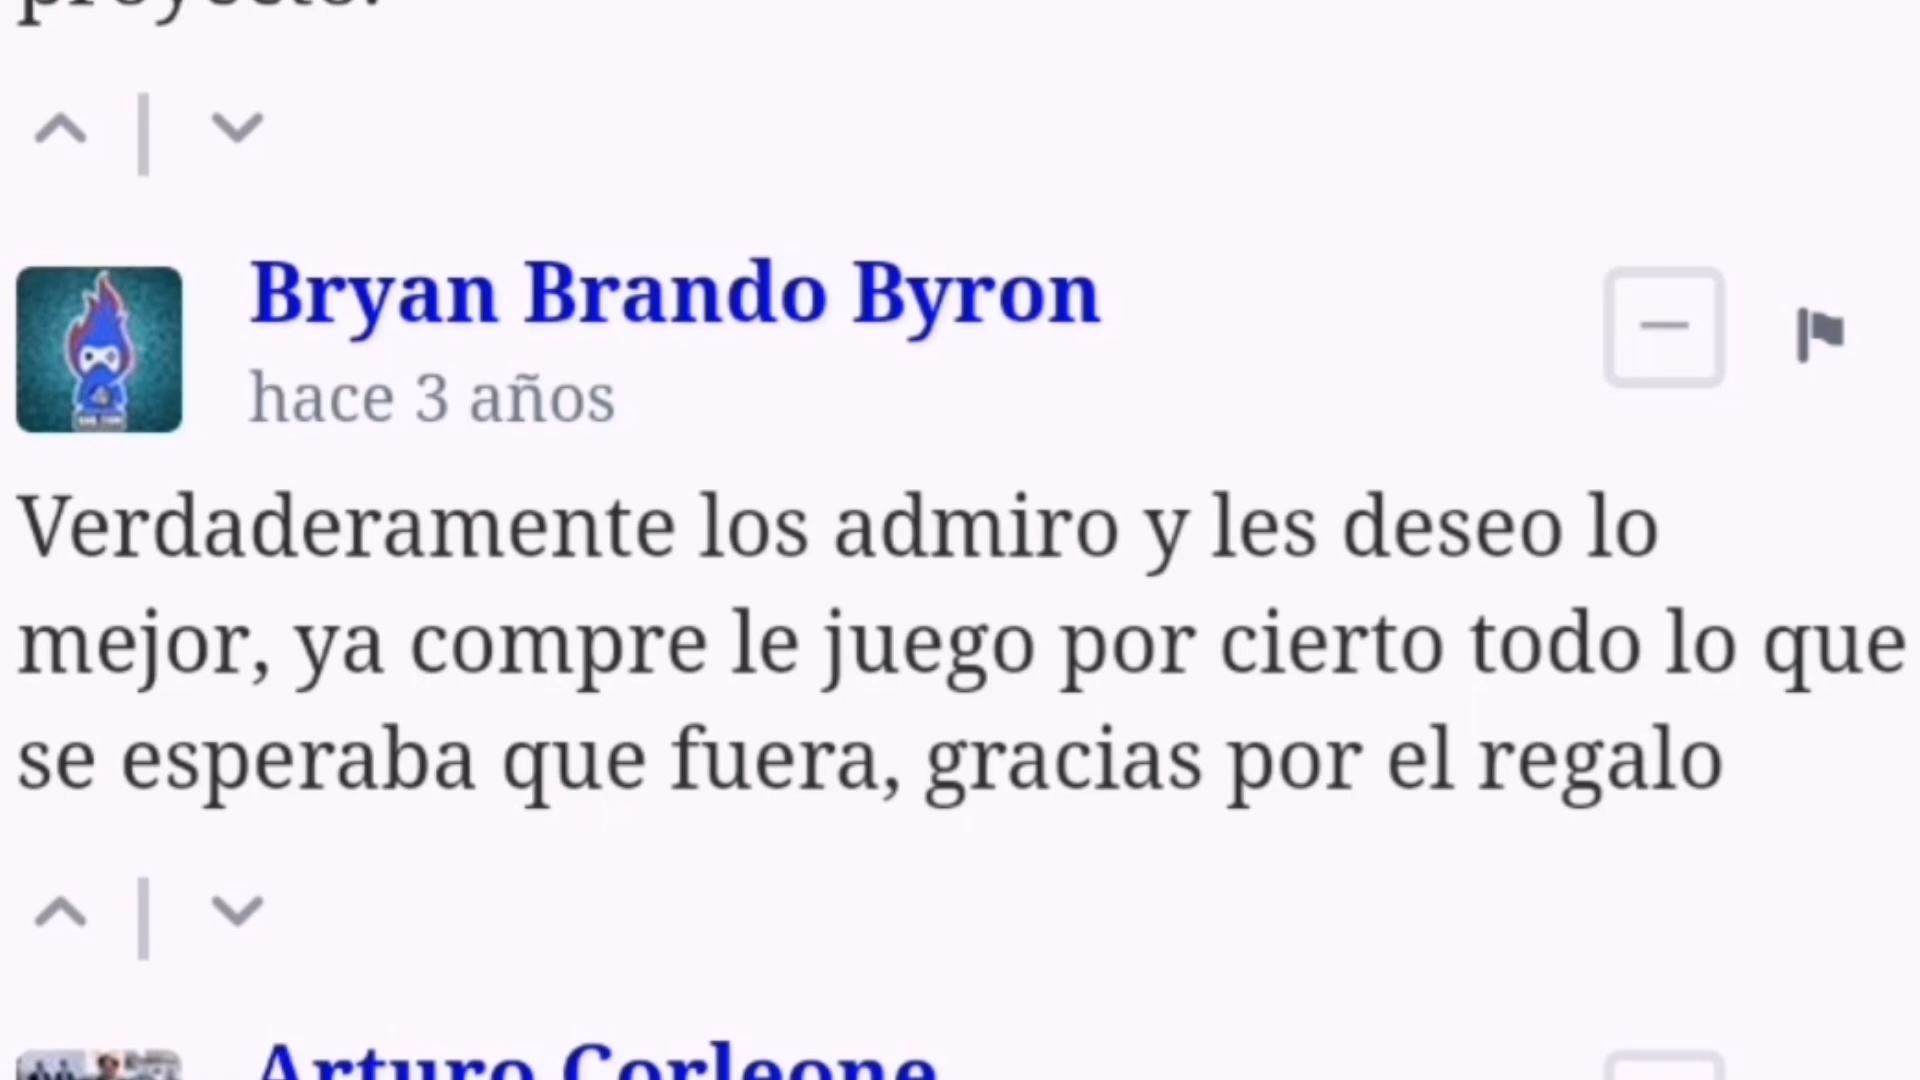 proyecto.
Bryan Brando Byron
hace 3 años
Verdaderamente los admiro y les deseo lo
mejor, ya compre le juego por cierto todo lo que
se esperaba que fuera, gracias por el regalo
Arturo Corleone